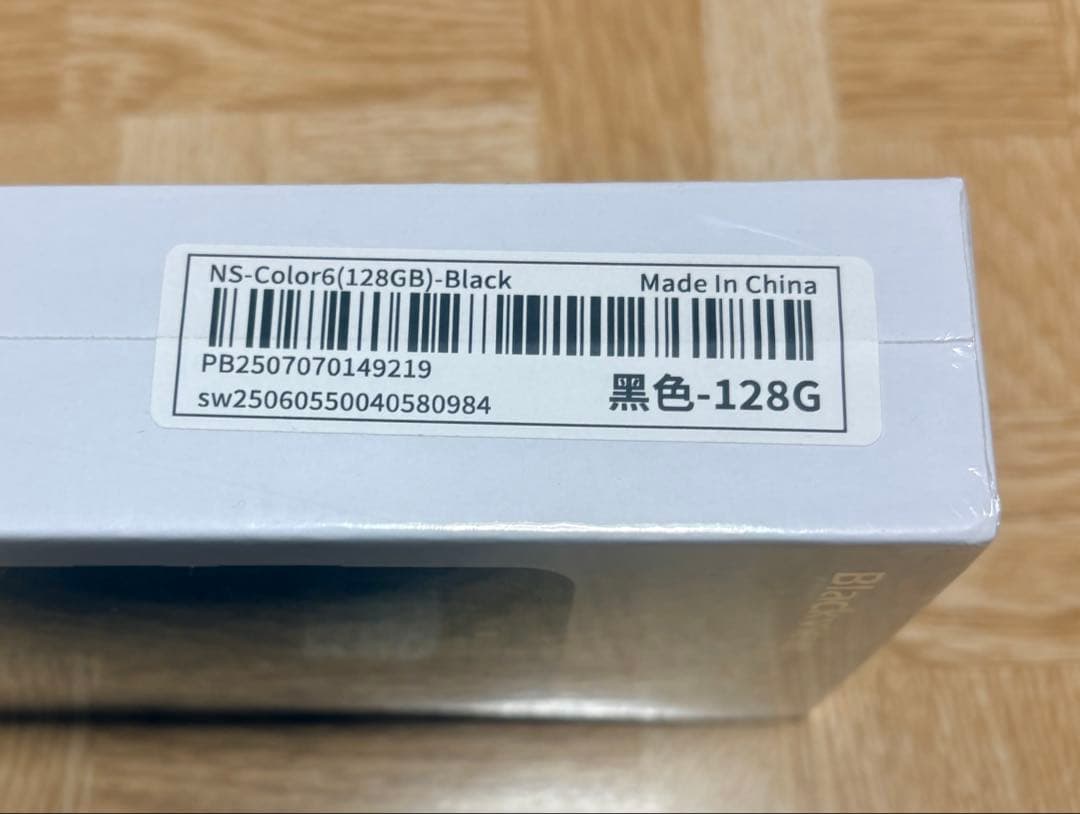 NS-Color6(128GB)-Black
Made In China
PB2507070149219
sw25060550040580984
黑色-128G